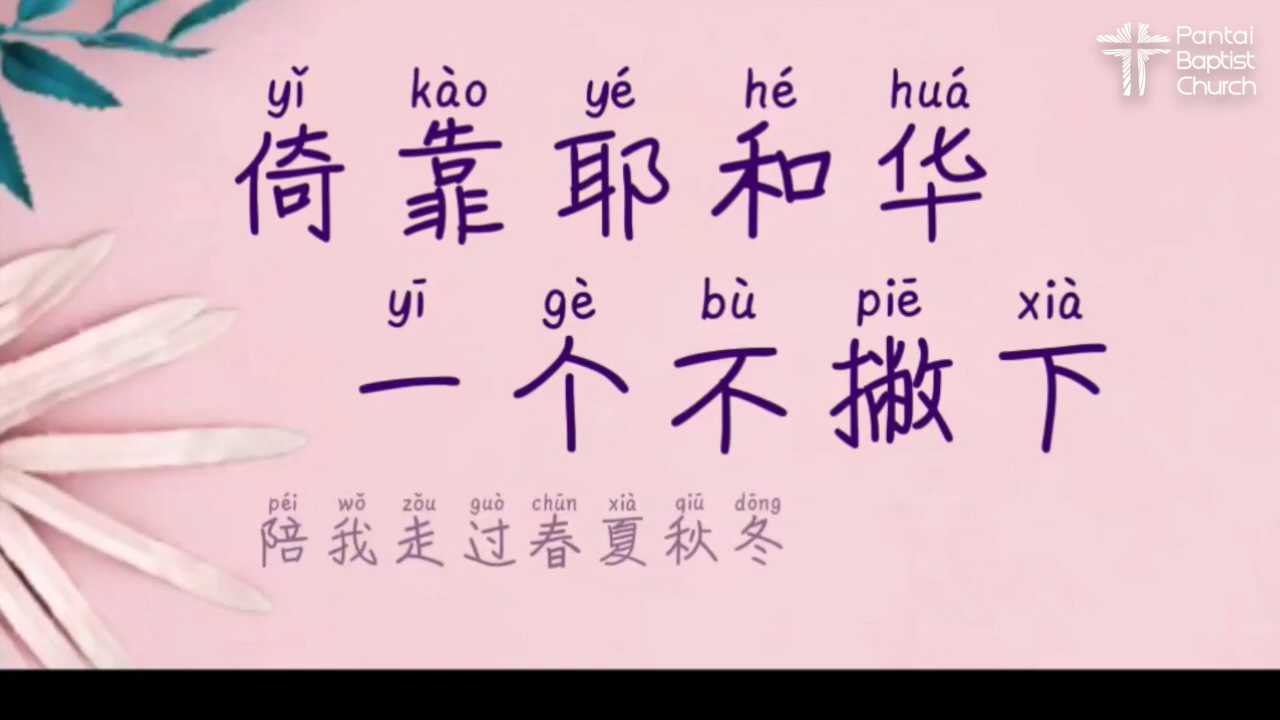 Pantai
Baptist
Church
yǐ kào yé hé huá
倚靠耶和华
yī gè bù piē xià
一个不撇下
péi wǒ zǒu guò chūn xià qiū dōng
陪我走过春夏秋冬